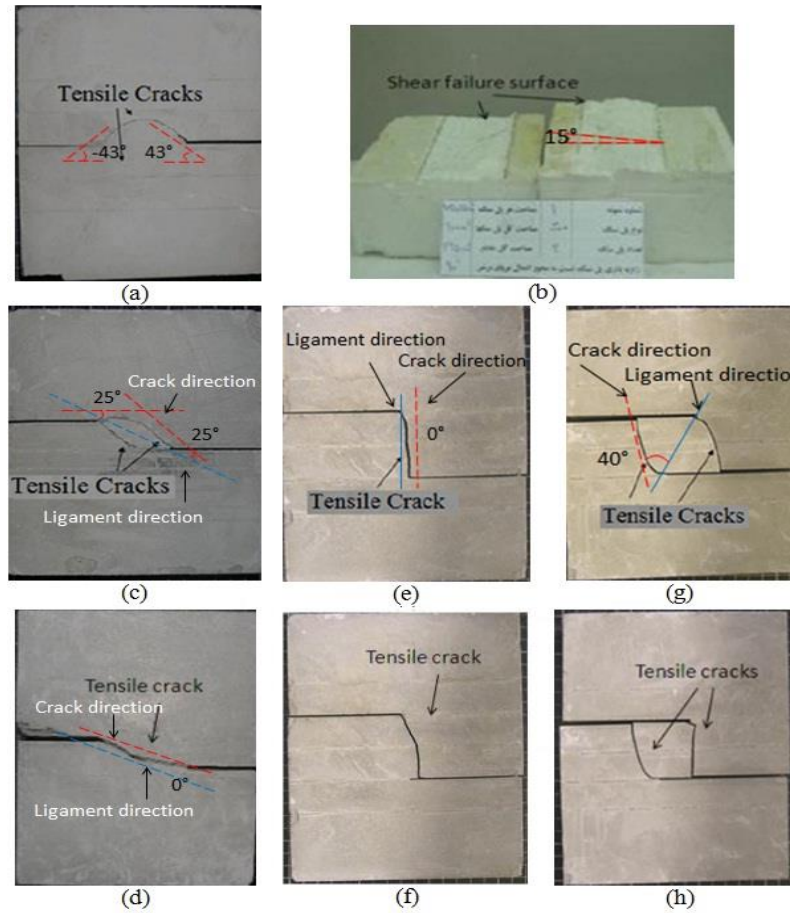 Tensile Cracks
-43° 43°
(a)
Shear failure surface
15°
(b)
Crack direction
25°
25°
Tensile Cracks
Ligament direction
(c)
Ligament direction
Crack direction
0°
Tensile Crack
(e)
Crack direction
Ligament direction
40°
Tensile Cracks
(g)
Tensile crack
Crack direction
0°
Ligament direction
(d)
Tensile crack
(f)
Tensile cracks
(h)